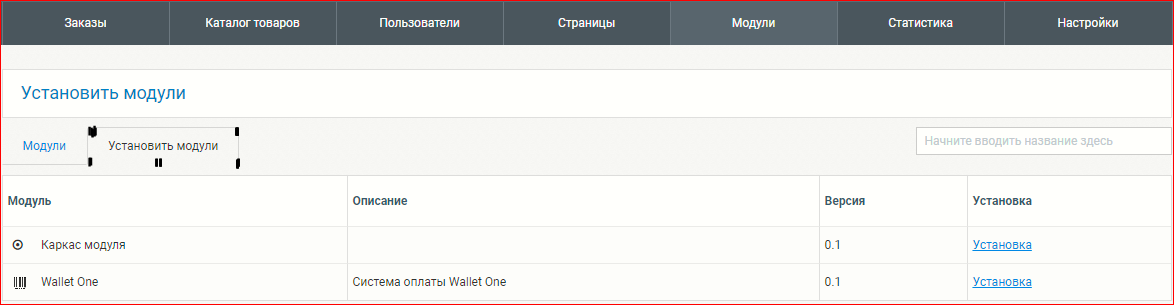 Заказы Каталог товаров Пользователи Страницы Модули Статистика Настройки
Установить модули
Модули Установить модули Начните вводить название здесь
Модуль Описание Версия Установка
Каркас модуля 0.1 Установка
Wallet One Система оплаты Wallet One 0.1 Установка